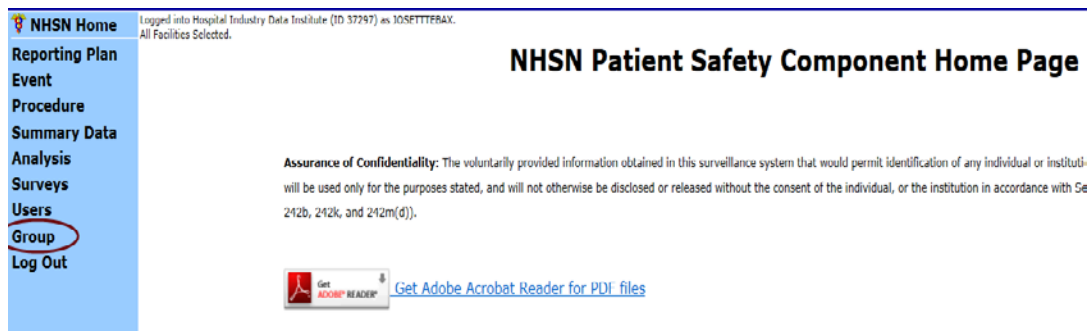 NHSN Home
Reporting Plan
Event
Procedure
Summary Data
Analysis
Surveys
Users
Group
Log Out
Logged into Hospital Industry Data Institute (ID 37297) as JOSETTTEBAX.
All Facilities Selected.
NHSN Patient Safety Component Home Page
Assurance of Confidentiality: The voluntarily provided information obtained in this surveillance system that would permit identification of any individual or instituti
will be used only for the purposes stated, and will not otherwise be disclosed or released without the consent of the individual, or the institution in accordance with Se
242b, 242k, and 242m(d)).
Get
ADOBE® READER®
Get Adobe Acrobat Reader for PDF files